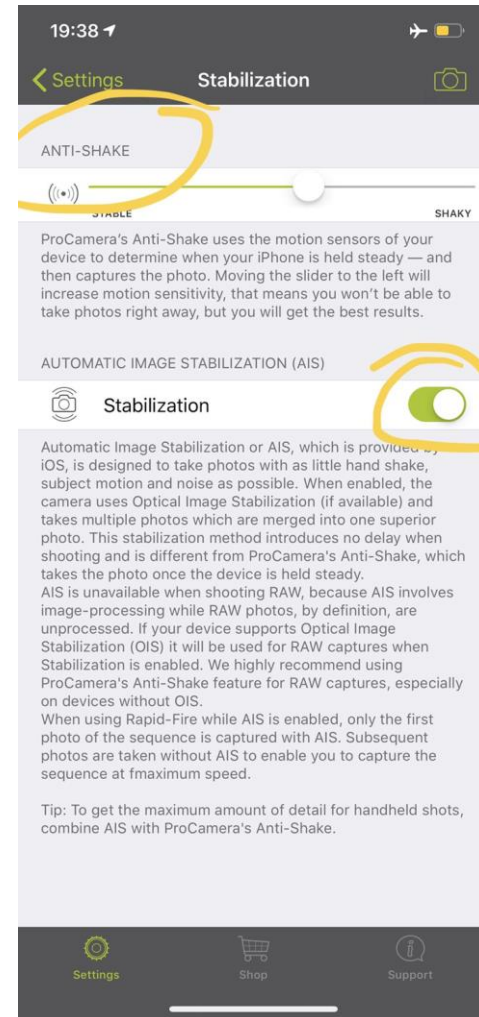 19:38
Settings
Stabilization
ANTI-SHAKE
STABLE
SHAKY
ProCamera's Anti-Shake uses the motion sensors of your
device to determine when your iPhone is held steady — and
then captures the photo. Moving the slider to the left will
increase motion sensitivity, that means you won't be able to
take photos right away, but you will get the best results.
AUTOMATIC IMAGE STABILIZATION (AIS)
Stabilization
Automatic Image Stabilization or AIS, which is provided by
iOS, is designed to take photos with as little hand shake,
subject motion and noise as possible. When enabled, the
camera uses Optical Image Stabilization (if available) and
takes multiple photos which are merged into one superior
photo. This stabilization method introduces no delay when
shooting and is different from ProCamera's Anti-Shake, which
takes the photo once the device is held steady.
AIS is unavailable when shooting RAW, because AIS involves
image-processing while RAW photos, by definition, are
unprocessed. If your device supports Optical Image
Stabilization (OIS) it will be used for RAW captures when
Stabilization is enabled. We highly recommend using
ProCamera's Anti-Shake feature for RAW captures, especially
on devices without OIS.
When using Rapid-Fire while AIS is enabled, only the first
photo of the sequence is captured with AIS. Subsequent
photos are taken without AIS to enable you to capture the
sequence at fmaximum speed.
Tip: To get the maximum amount of detail for handheld shots,
combine AIS with ProCamera's Anti-Shake.
Settings
Shop
Support